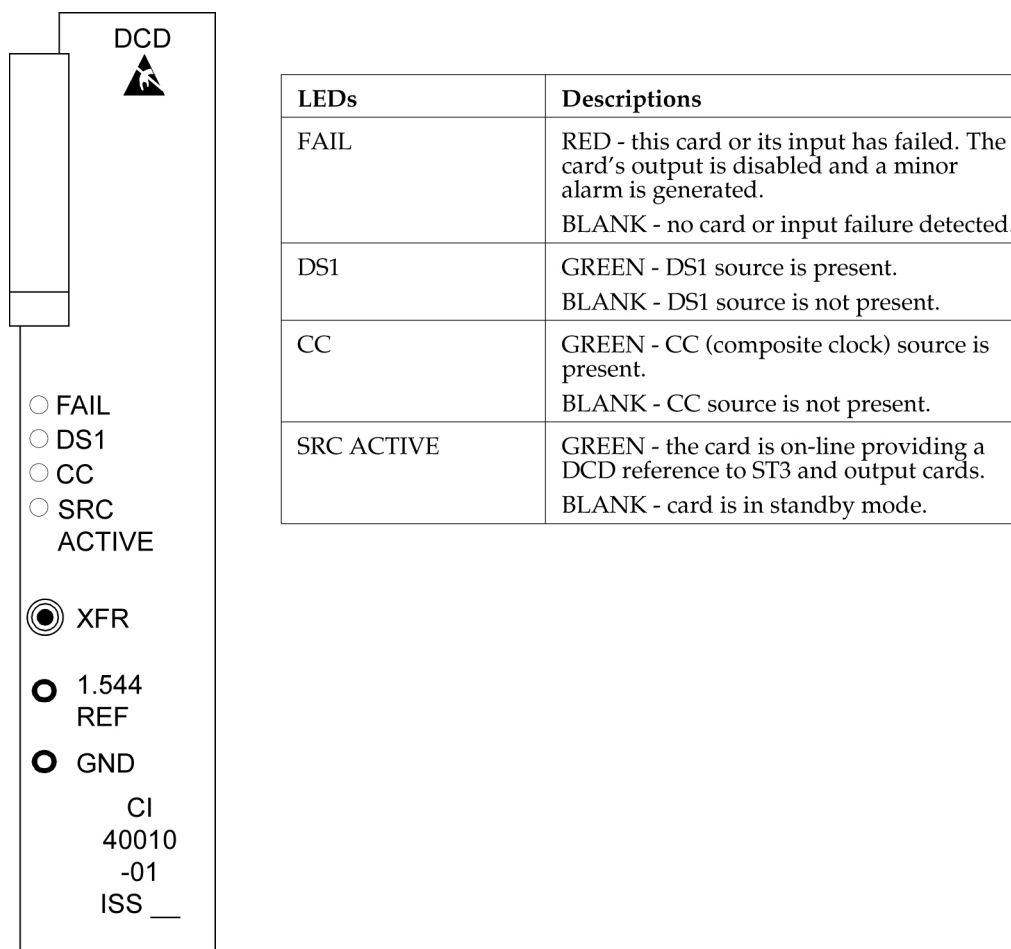 DCD
FAIL
DS1
CC
SRC
ACTIVE
XFR
1.544
REF
GND
CI
40010
-01
ISS __
LEDs Descriptions
FAIL RED - this card or its input has failed. The
card's output is disabled and a minor
alarm is generated.
BLANK - no card or input failure detected.
DS1 GREEN - DS1 source is present.
BLANK - DS1 source is not present.
CC GREEN - CC (composite clock) source is
present.
BLANK - CC source is not present.
SRC ACTIVE GREEN - the card is on-line providing a
DCD reference to ST3 and output cards.
BLANK - card is in standby mode.